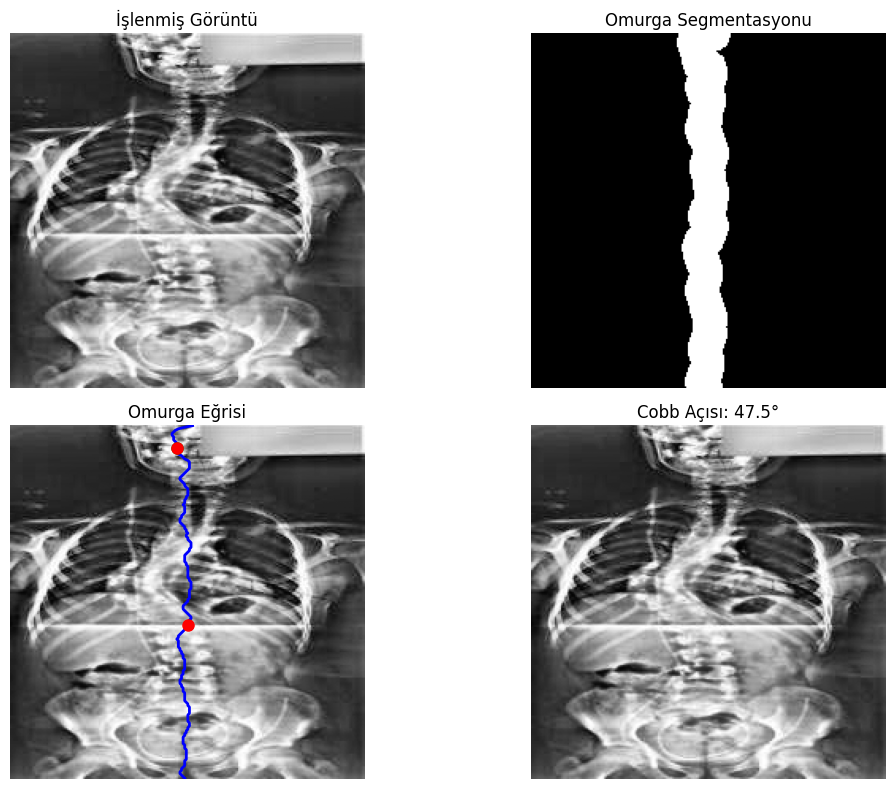 İşlenmiş Görüntü
Omurga Segmentasyonu
Omurga Eğrisi
Cobb Açısı: 47.5°